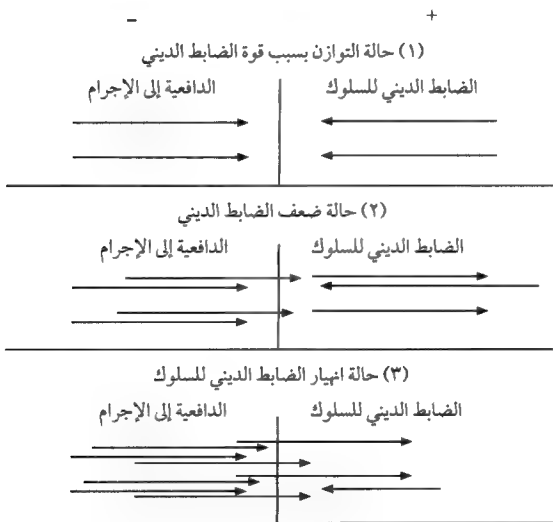 + -
(١) حالة التوازن بسبب قوة الضابط الديني
الضابط الديني للسلوك الدافعية إلى الإجرام
(٢) حالة ضعف الضابط الديني
الضابط الديني للسلوك الدافعية إلى الإجرام
(٣) حالة انهيار الضابط الديني للسلوك
الضابط الديني للسلوك الدافعية إلى الإجرام